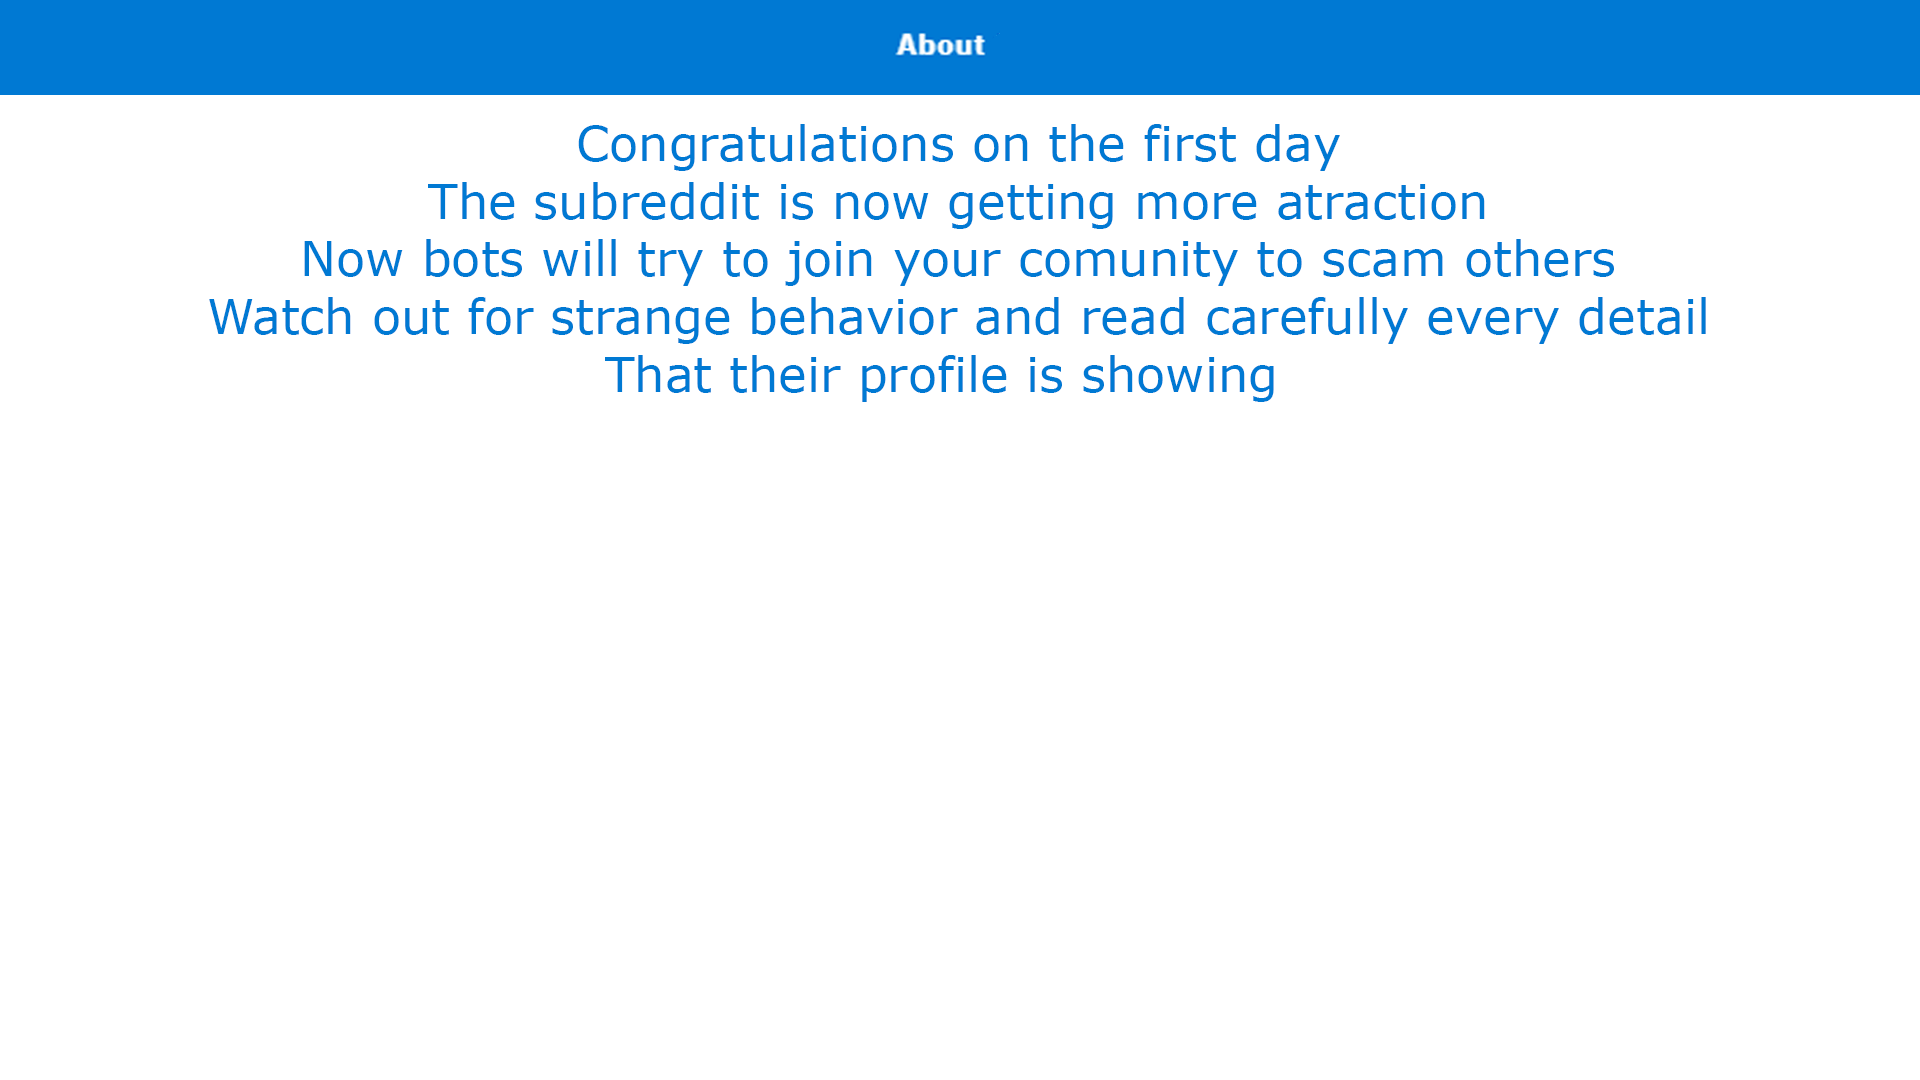 About
Congratulations on the first day
The subreddit is now getting more atraction
Now bots will try to join your comunity to scam others
Watch out for strange behavior and read carefully every detail
That their profile is showing